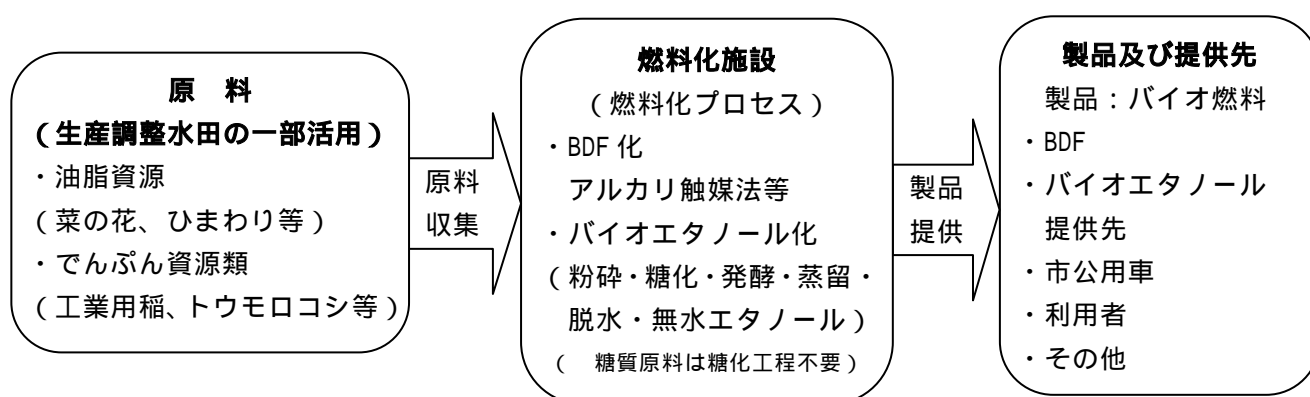 原　料
（生産調整水田の一部活用）
・油脂資源
（菜の花、ひまわり等）
・でんぷん資源類
（工業用稲、トウモロコシ等）
原料
収集
燃料化施設
（燃料化プロセス）
・BDF 化
アルカリ触媒法等
・バイオエタノール化
（粉砕・糖化・発酵・蒸留・
脱水・無水エタノール）
（　糖質原料は糖化工程不要）
製品
提供
製品及び提供先
製品：バイオ燃料
・BDF
・バイオエタノール
提供先
・市公用車
・利用者
・その他